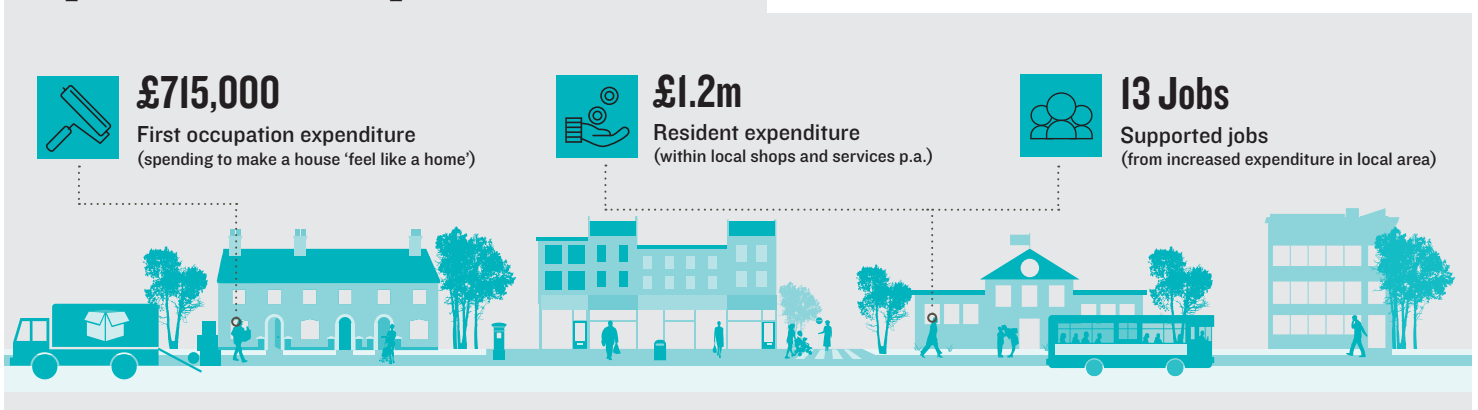 £715,000
First occupation expenditure
(spending to make a house ‘feel like a home’)
£1.2m
Resident expenditure
(within local shops and services p.a.)
13 Jobs
Supported jobs
(from increased expenditure in local area)